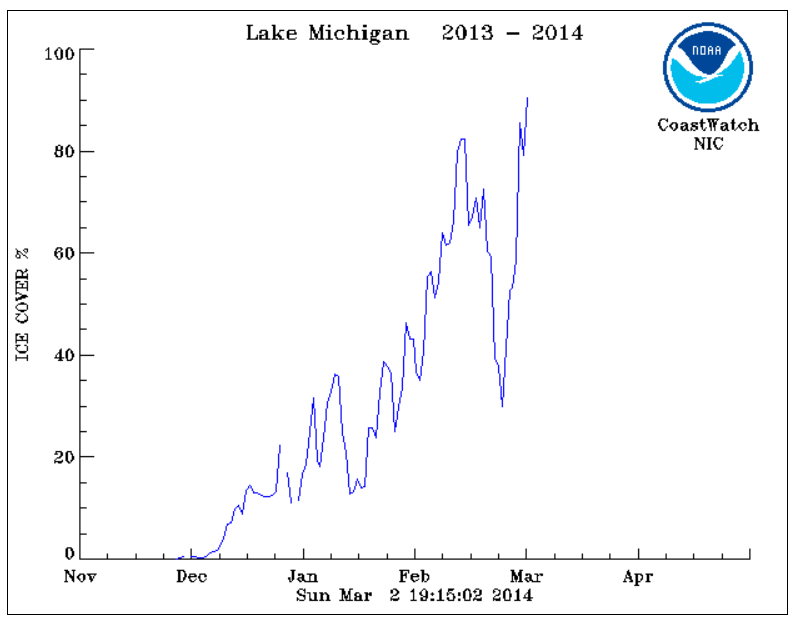 Lake Michigan 2013 - 2014
NOAA
CoastWatch
NIC
ICE COVER %
100
80
60
40
20
0
Nov Dec Jan Feb Mar Apr
Sun Mar 2 19:15:02 2014